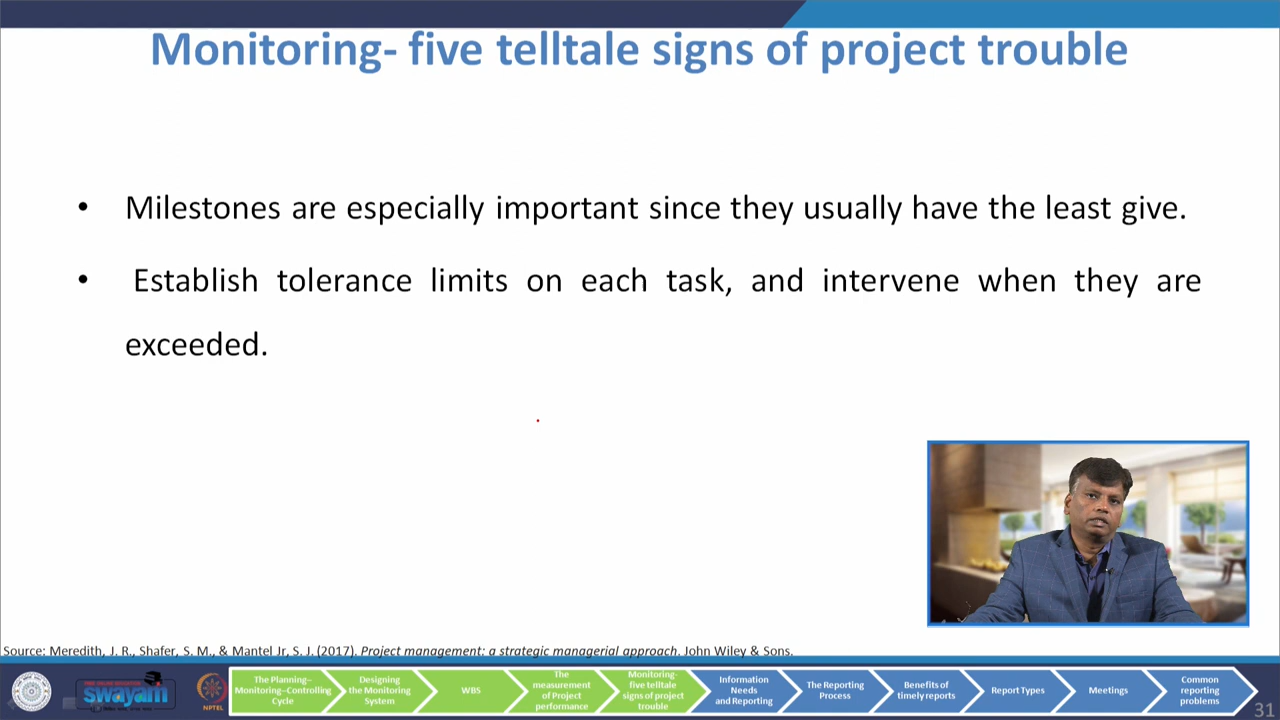 Monitoring- five telltale signs of project trouble
• Milestones are especially important since they usually have the least give.
• Establish tolerance limits on each task, and intervene when they are
exceeded.
Source: Meredith, J. R., Shafer, S. M., & Mantel Jr, S. J. (2017). Project management: a strategic managerial approach. John Wiley & Sons.
swayam
NPTEL
The Planning–
Monitoring–Controlling
Cycle
Designing
the Monitoring
System
WBS
The
measurement
of Project
performance
Monitoring-
five telltale
signs of project
trouble
Information
Needs
and Reporting
The Reporting
Process
Benefits of
timely reports
Report Types
Meetings
Common
reporting
problems
31